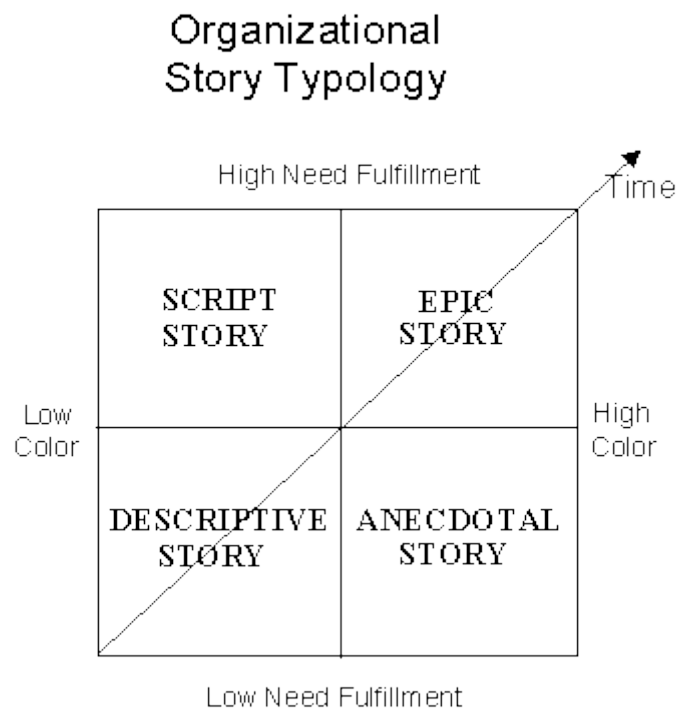 Organizational
Story Typology
High Need Fulfillment
Time
SCRIPT
STORY
EPIC
STORY
Low
Color
High
Color
DESCRIPTIVE
STORY
ANECDOTAL
STORY
Low Need Fulfillment